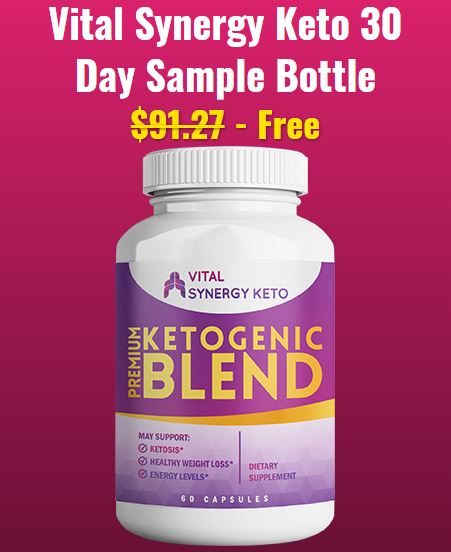 Vital Synergy Keto 30
Day Sample Bottle
$91.27 - Free
VITAL
SYNERGY KETO
PREMIUM
KETOGENIC
BLEND
MAY SUPPORT:
KETOSIS*
HEALTHY WEIGHT LOSS*
ENERGY LEVELS*
DIETARY
SUPPLEMENT
60 CAPSULES